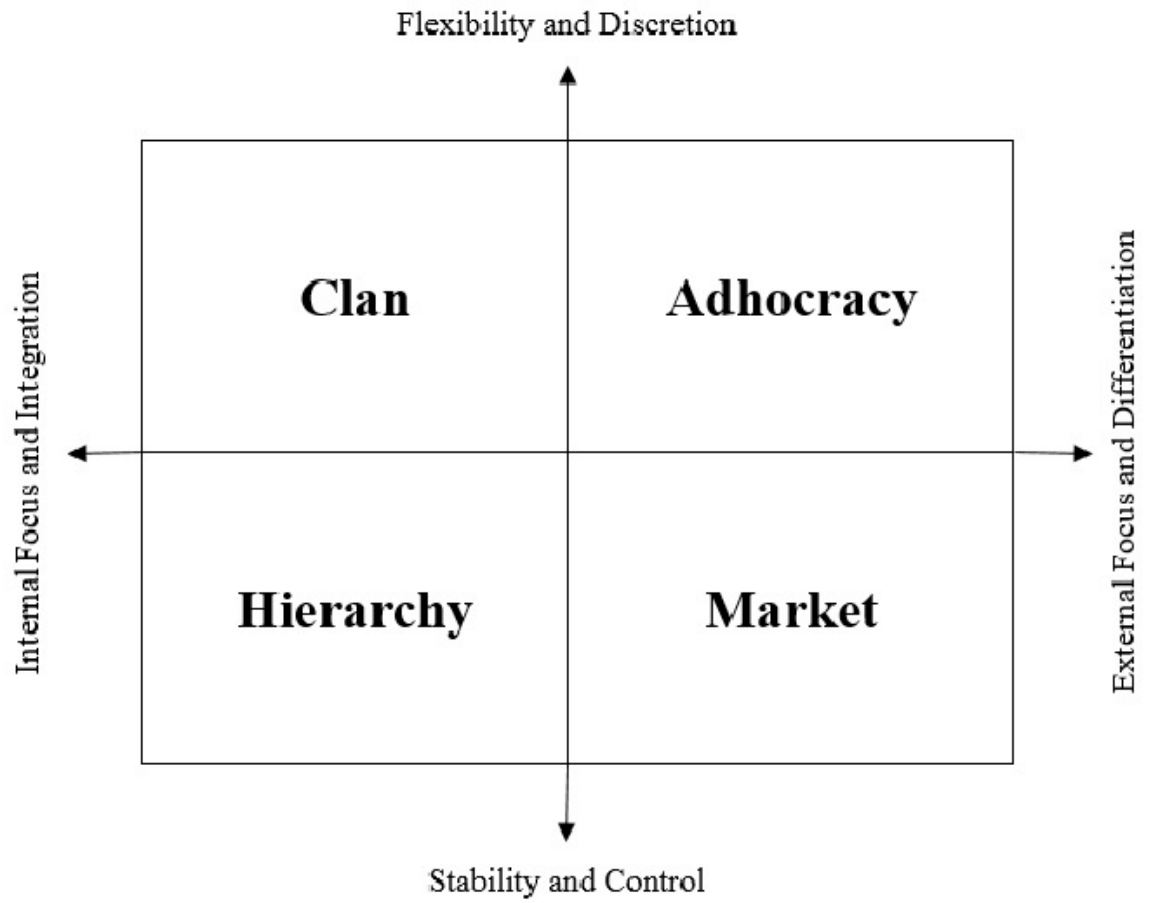 Flexibility and Discretion
Clan
Adhocracy
Internal Focus and Integration
External Focus and Differentiation
Hierarchy
Market
Stability and Control